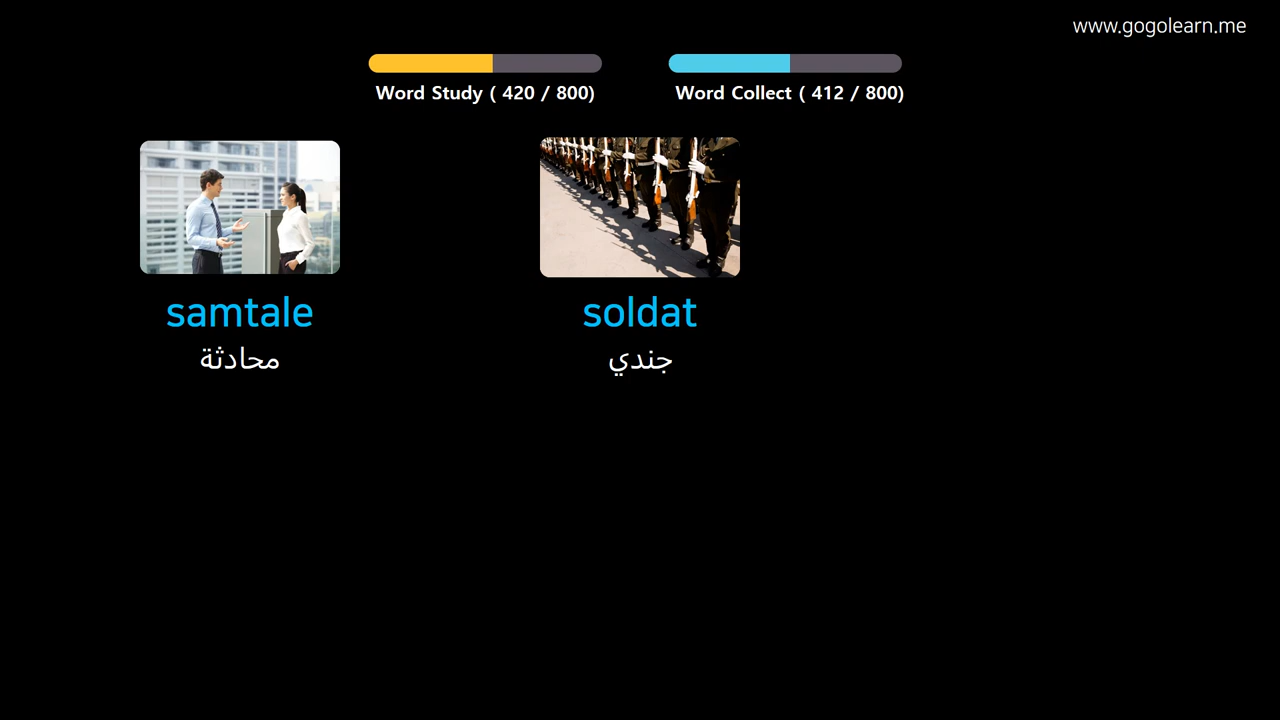 www.gogolearn.me
Word Study ( 420 / 800)
Word Collect ( 412 / 800)
samtale
محادثة
soldat
جندي